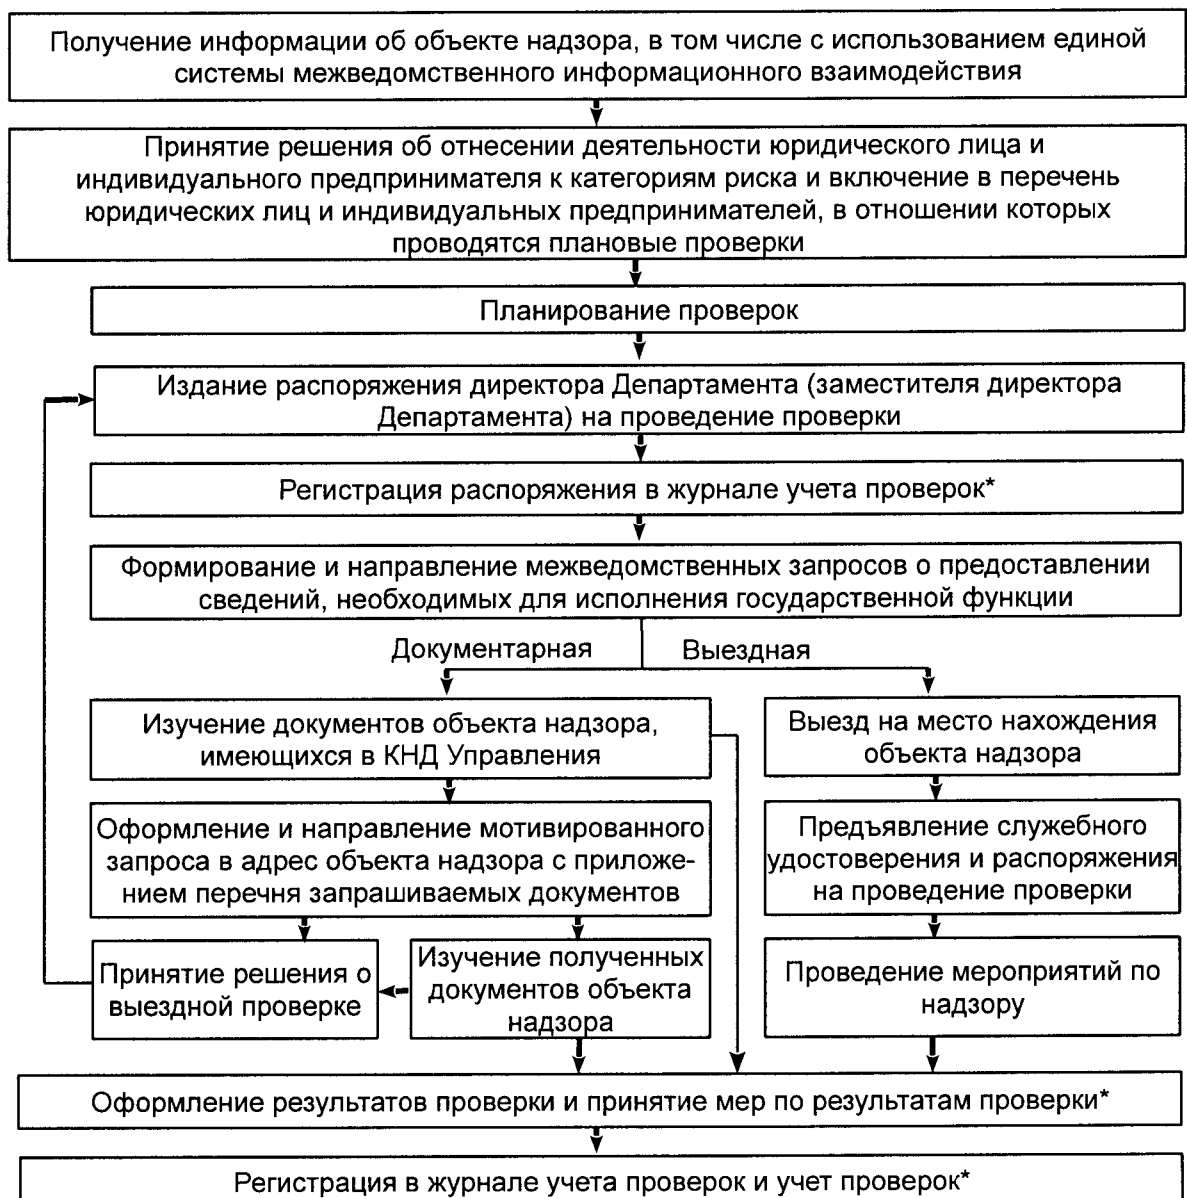 Получение информации об объекте надзора, в том числе с использованием единой
системы межведомственного информационного взаимодействия
Принятие решения об отнесении деятельности юридического лица и
индивидуального предпринимателя к категориям риска и включение в перечень
юридических лиц и индивидуальных предпринимателей, в отношении которых
проводятся плановые проверки
Планирование проверок
Издание распоряжения директора Департамента (заместителя директора
Департамента) на проведение проверки
Регистрация распоряжения в журнале учета проверок*
Формирование и направление межведомственных запросов о предоставлении
сведений, необходимых для исполнения государственной функции
Документарная
Выездная
Изучение документов объекта надзора,
имеющихся в КНД Управления
Выезд на место нахождения
объекта надзора
Оформление и направление мотивированного
запроса в адрес объекта надзора с приложе-
нием перечня запрашиваемых документов
Предъявление служебного
удостоверения и распоряжения
на проведение проверки
Принятие решения о
выездной проверке
Изучение полученных
документов объекта
надзора
Проведение мероприятий по
надзору
Оформление результатов проверки и принятие мер по результатам проверки*
Регистрация в журнале учета проверок и учет проверок*